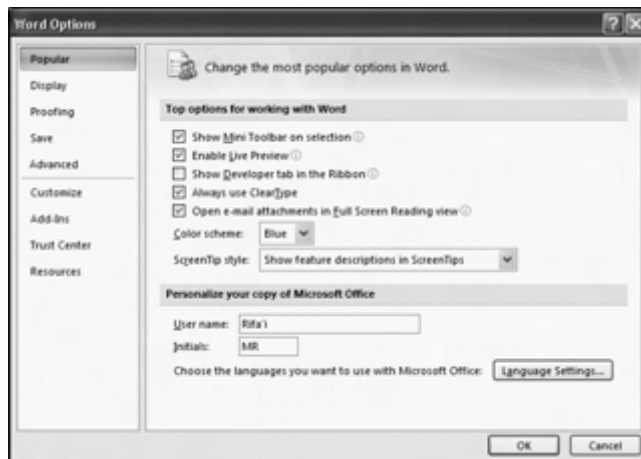 Word Options
Popular
Display
Proofing
Save
Advanced
Customize
Add-Ins
Trust Center
Resources
Change the most popular options in Word.
Top options for working with Word
Show Mini Toolbar on selection
Enable Live Preview
Show Developer tab in the Ribbon
Always use ClearType
Open e-mail attachments in Full Screen Reading view
Color scheme: Blue
ScreenTip style: Show feature descriptions in ScreenTips
Personalize your copy of Microsoft Office
User name: Rifa'i
Initials: MR
Choose the languages you want to use with Microsoft Office: Language Settings...
OK Cancel